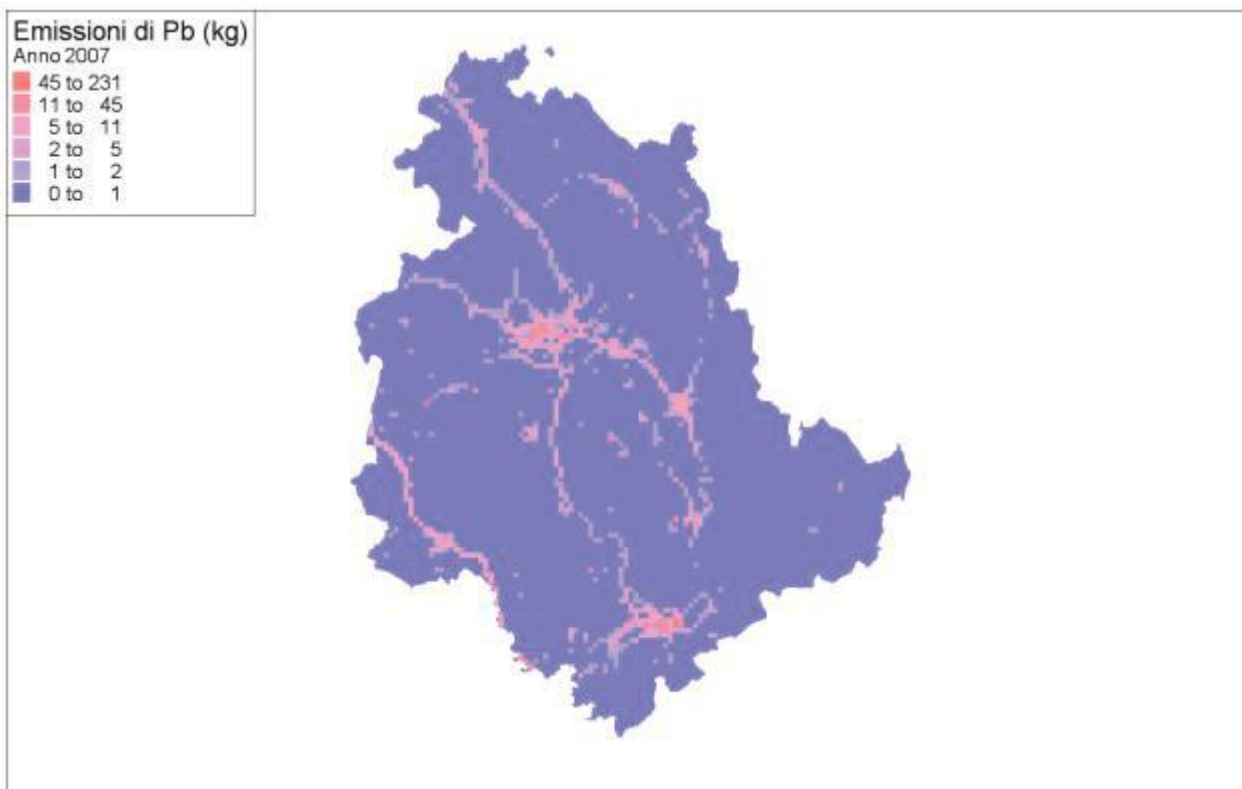 Emissioni di Pb (kg)
Anno 2007
45 to 231
11 to 45
5 to 11
2 to 5
1 to 2
0 to 1